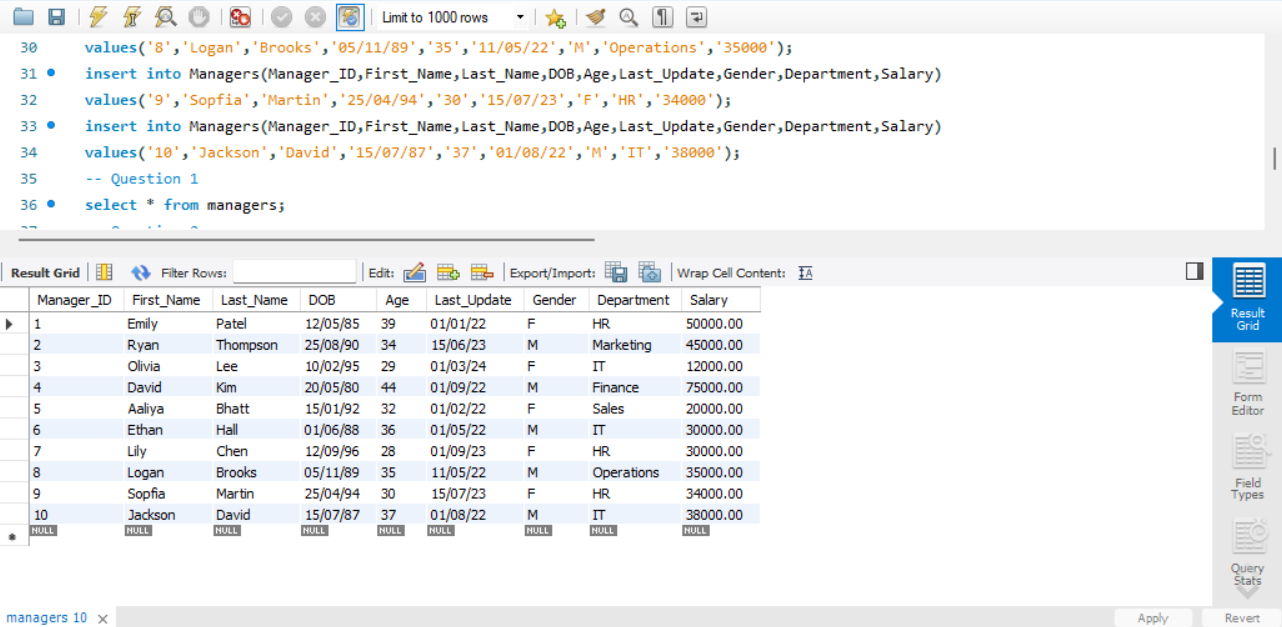 Limit to 1000 rows
30 values('8','Logan','Brooks','05/11/89','35','11/05/22','M','Operations','35000');
31 insert into Managers(Manager_ID,First_Name,Last_Name,DOB,Age,Last_Update,Gender,Department,Salary)
32 values('9','Sopfia','Martin','25/04/94','30','15/07/23','F','HR','34000');
33 insert into Managers(Manager_ID,First_Name,Last_Name,DOB,Age,Last_Update,Gender,Department,Salary)
34 values('10','Jackson','David','15/07/87','37','01/08/22','M','IT','38000');
35 -- Question 1
36 select * from managers;
Result Grid Filter Rows: Edit: Export/Import: Wrap Cell Content:
Manager_ID First_Name Last_Name DOB Age Last_Update Gender Department Salary
1 Emily Patel 12/05/85 39 01/01/22 F HR 50000.00
2 Ryan Thompson 25/08/90 34 15/06/23 M Marketing 45000.00
3 Olivia Lee 10/02/95 29 01/03/24 F IT 12000.00
4 David Kim 20/05/80 44 01/09/22 M Finance 75000.00
5 Aaliya Bhatt 15/01/92 32 01/02/22 F Sales 20000.00
6 Ethan Hall 01/06/88 36 01/05/22 M IT 30000.00
7 Lily Chen 12/09/96 28 01/09/23 F HR 30000.00
8 Logan Brooks 05/11/89 35 11/05/22 M Operations 35000.00
9 Sopfia Martin 25/04/94 30 15/07/23 F HR 34000.00
10 Jackson David 15/07/87 37 01/08/22 M IT 38000.00
NULL NULL NULL NULL NULL NULL NULL NULL NULL
Result
Grid
Form
Editor
Field
Types
Query
Stats
managers 10
Apply Revert